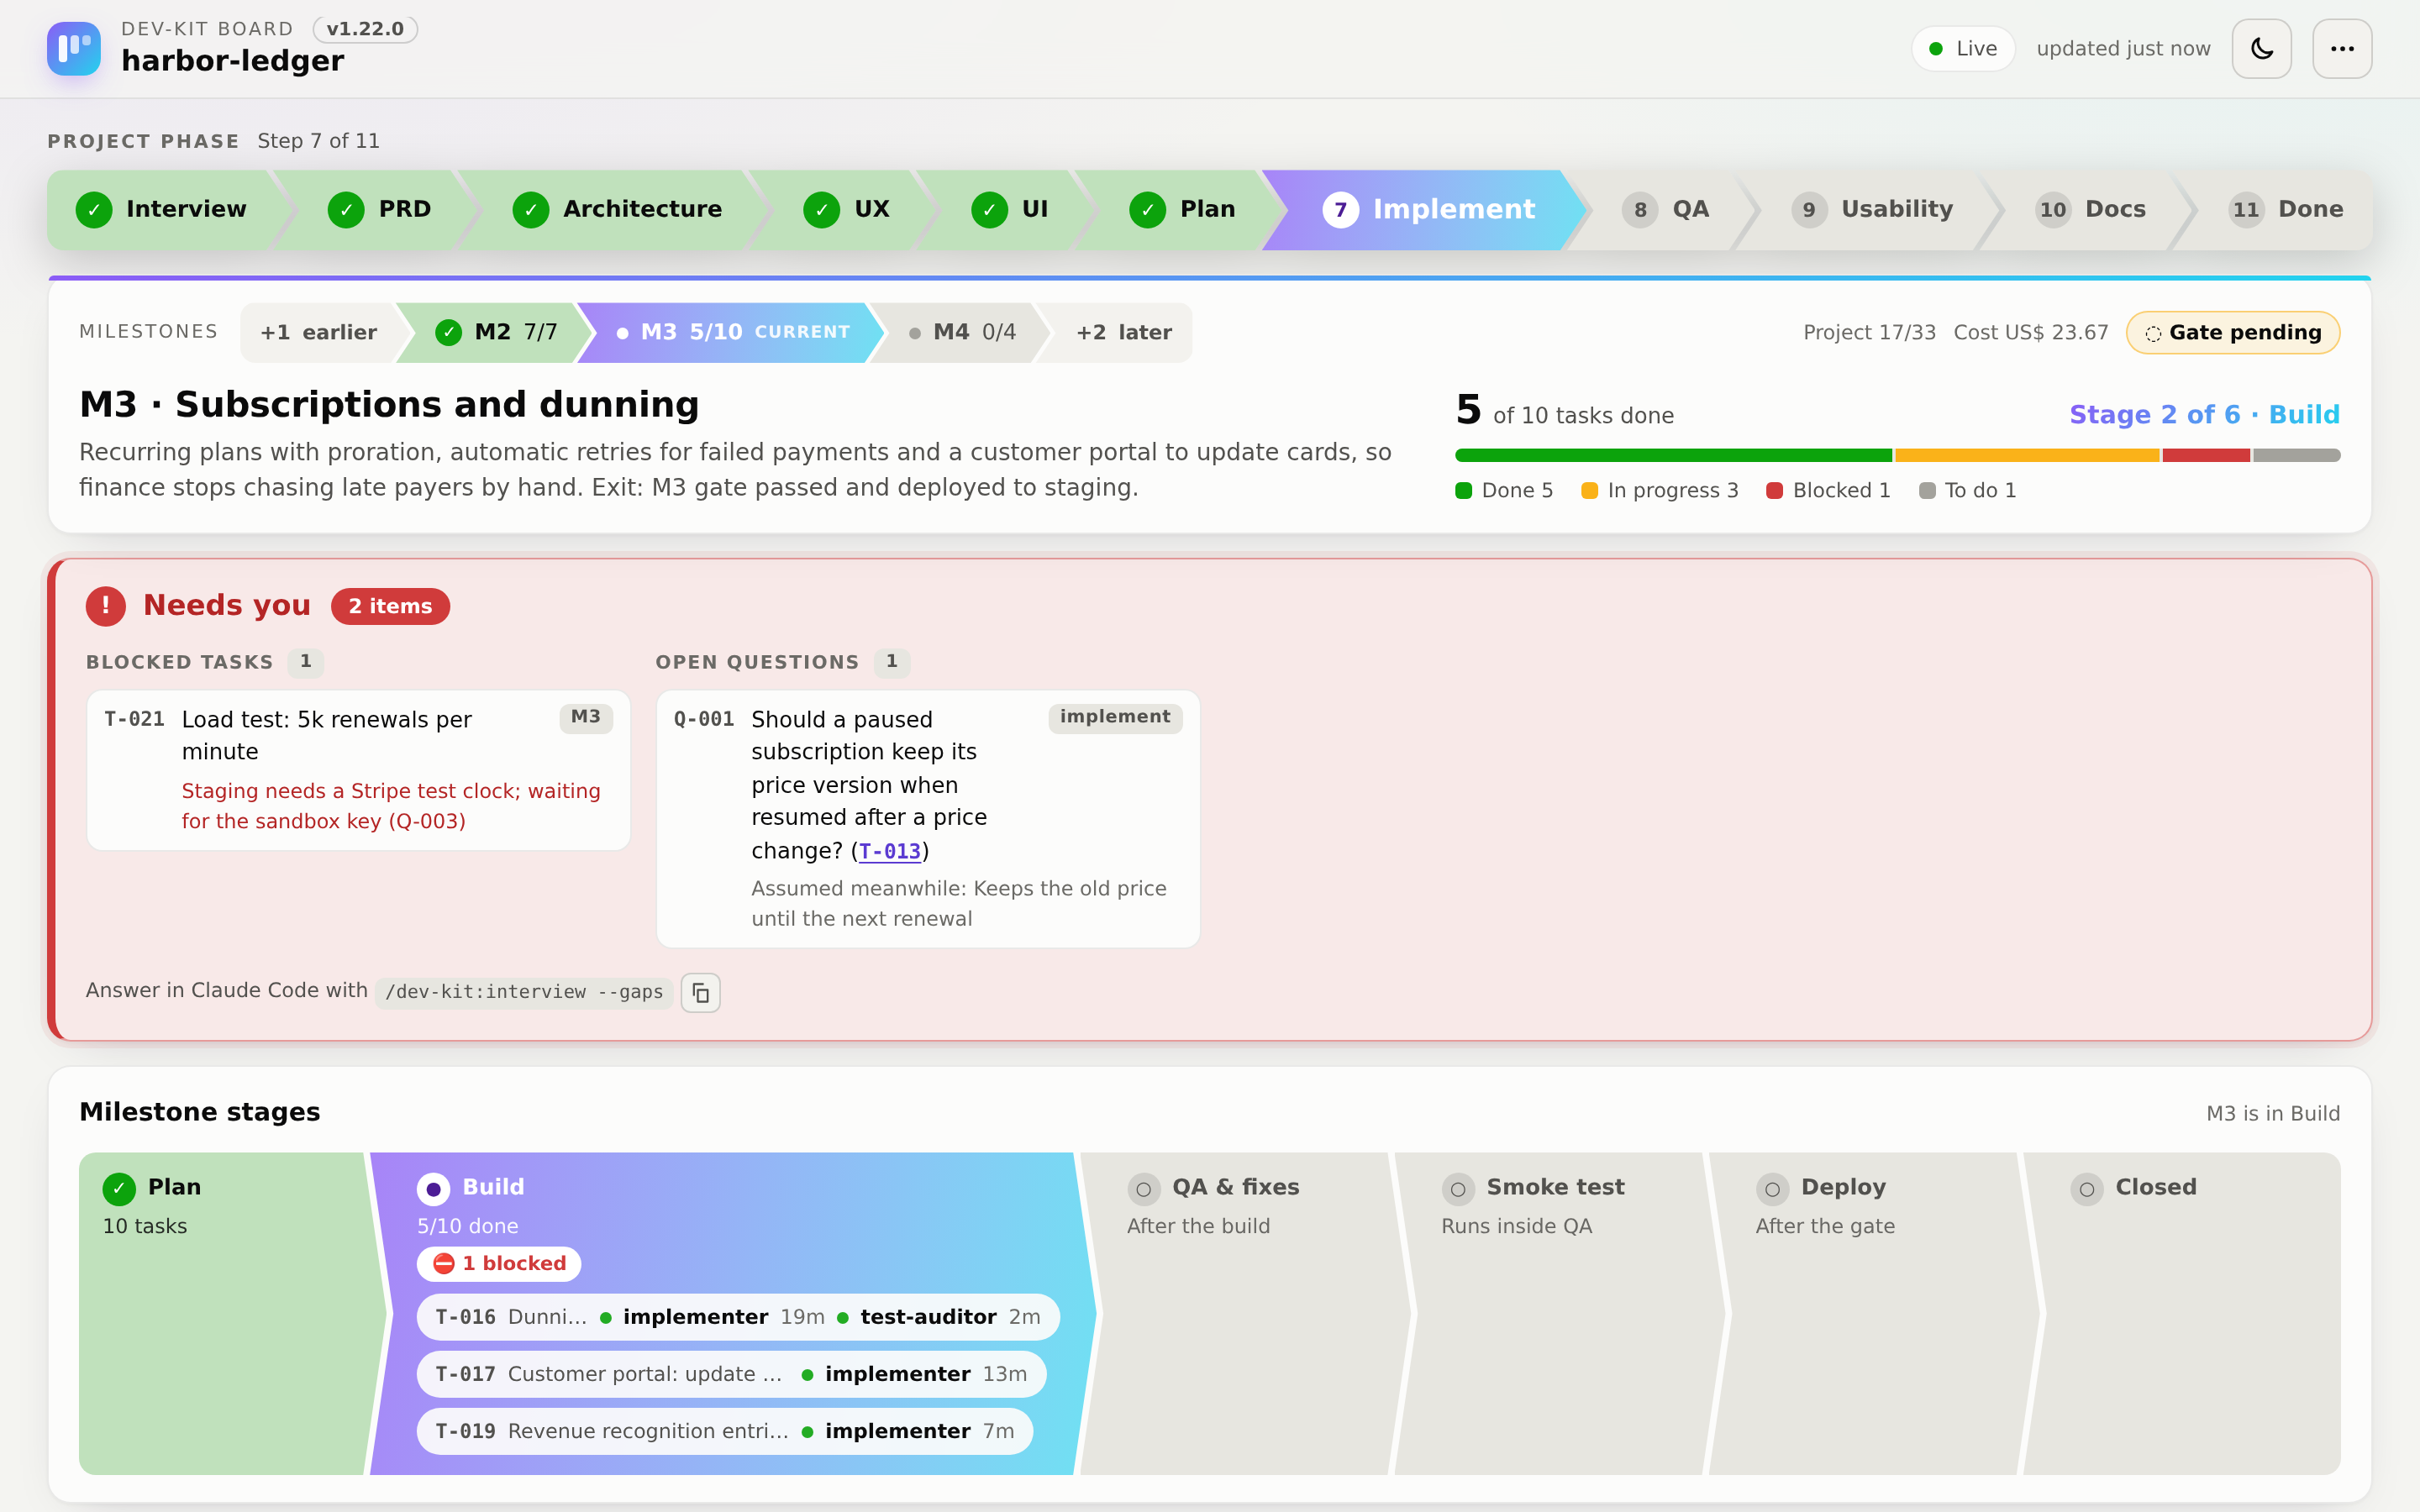 DEV-KIT BOARD v1.22.0
harbor-ledger
Live updated just now
PROJECT PHASE Step 7 of 11
✓ Interview ✓ PRD ✓ Architecture ✓ UX ✓ UI ✓ Plan 7 Implement 8 QA 9 Usability 10 Docs 11 Done
MILESTONES +1 earlier ✓ M2 7/7 M3 5/10 CURRENT M4 0/4 +2 later Project 17/33 Cost US$ 23.67 Gate pending
M3 · Subscriptions and dunning
Recurring plans with proration, automatic retries for failed payments and a customer portal to update cards, so
finance stops chasing late payers by hand. Exit: M3 gate passed and deployed to staging.
5 of 10 tasks done Stage 2 of 6 · Build
Done 5 In progress 3 Blocked 1 To do 1
! Needs you 2 items
BLOCKED TASKS 1
T-021 Load test: 5k renewals per M3
minute
Staging needs a Stripe test clock; waiting
for the sandbox key (Q-003)
OPEN QUESTIONS 1
Q-001 Should a paused implement
subscription keep its
price version when
resumed after a price
change? (T-013)
Assumed meanwhile: Keeps the old price
until the next renewal
Answer in Claude Code with /dev-kit:interview --gaps
Milestone stages M3 is in Build
✓ Plan
10 tasks
Build
5/10 done
1 blocked
T-016 Dunni… implementer 19m test-auditor 2m
T-017 Customer portal: update … implementer 13m
T-019 Revenue recognition entri… implementer 7m
QA & fixes
After the build
Smoke test
Runs inside QA
Deploy
After the gate
Closed